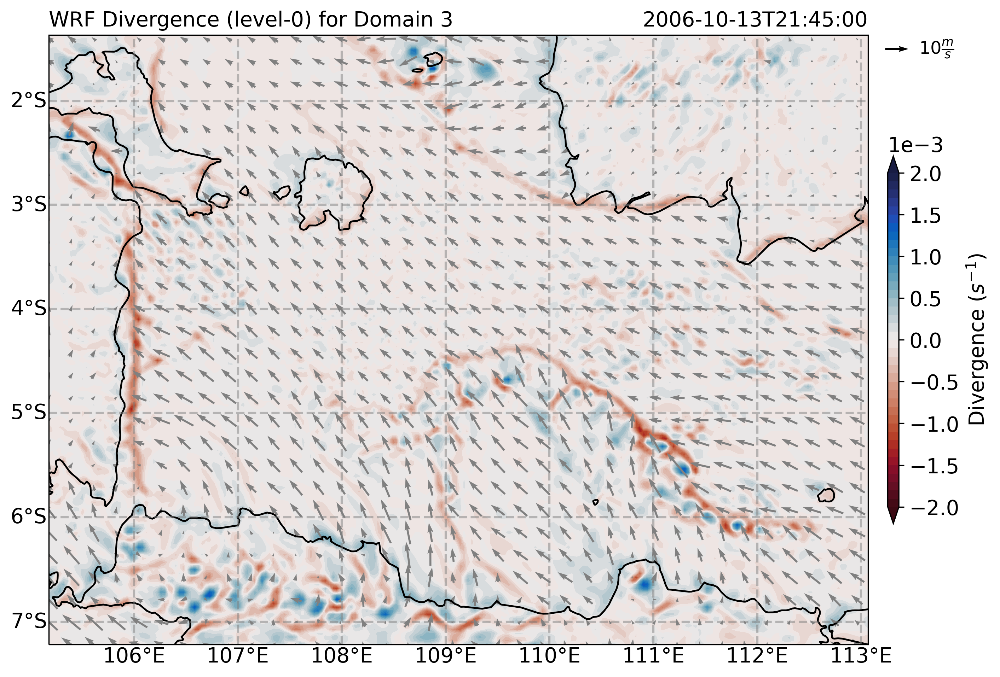 WRF Divergence (level-0) for Domain 3
2006-10-13T21:45:00
10 m/s
2°S
3°S
4°S
5°S
6°S
7°S
106°E
107°E
108°E
109°E
110°E
111°E
112°E
113°E
1e−3
2.0
1.5
1.0
0.5
0.0
−0.5
−1.0
−1.5
−2.0
Divergence (s⁻¹)